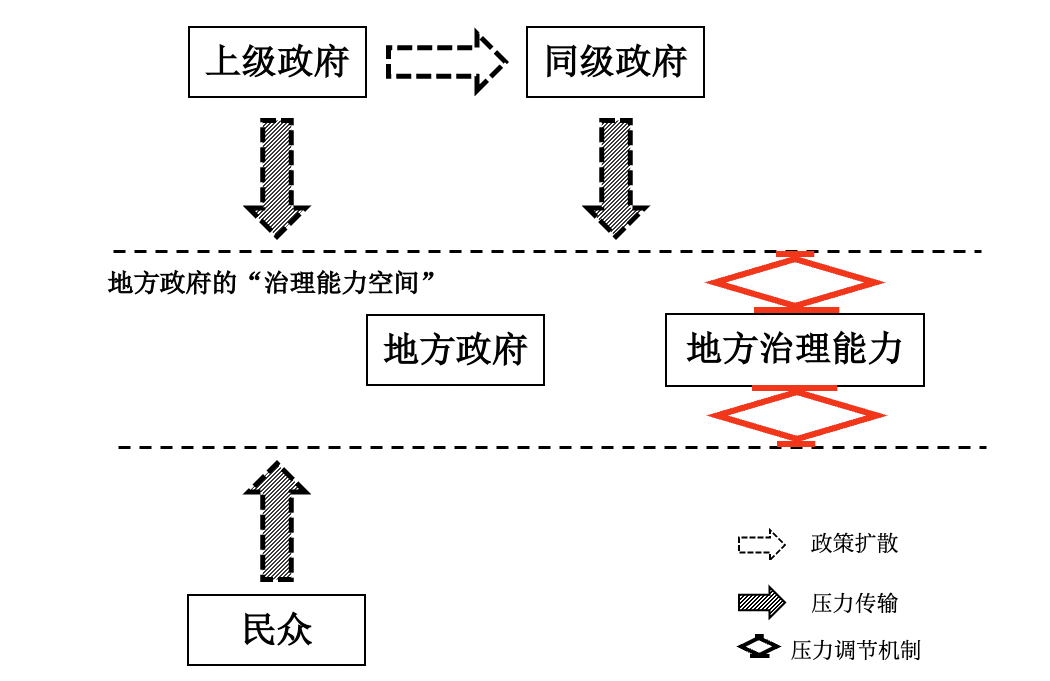 上级政府
同级政府
地方政府的“治理能力空间”
地方政府
地方治理能力
民众
政策扩散
压力传输
压力调节机制